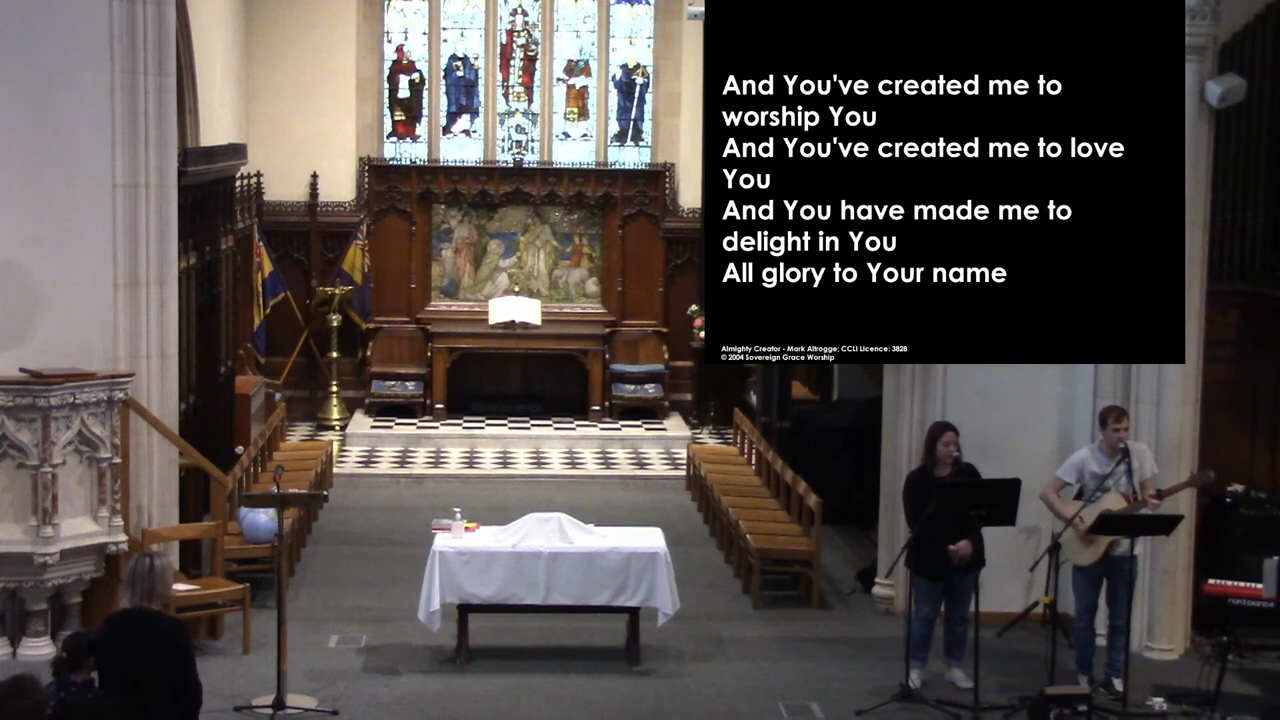 And You've created me to
worship You
And You've created me to love
You
And You have made me to
delight in You
All glory to Your name
Almighty Creator - Mark Altrogge; CCLI Licence: 3828
© 2004 Sovereign Grace Worship
nord piano